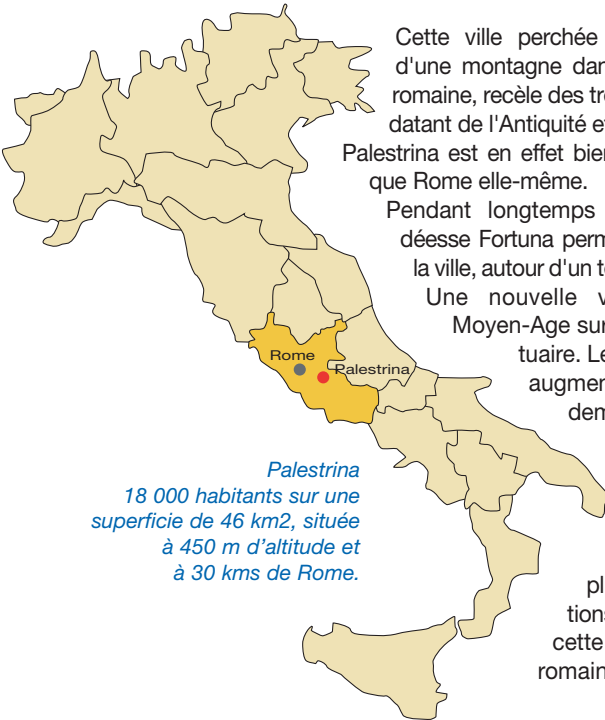 Cette ville perchée
d'une montagne dan
romaine, recèle des tr
datant de l'Antiquité e
Palestrina est en effet bien
que Rome elle-même.
Pendant longtemps
déesse Fortuna perm
la ville, autour d'un t
Une nouvelle v
Moyen-Age sur
tuaire. Le
augmen
dem
Rome
Palestrina
Palestrina
18 000 habitants sur une
superficie de 46 km2, située
à 450 m d'altitude et
à 30 kms de Rome.
pl
tions
cette
romain